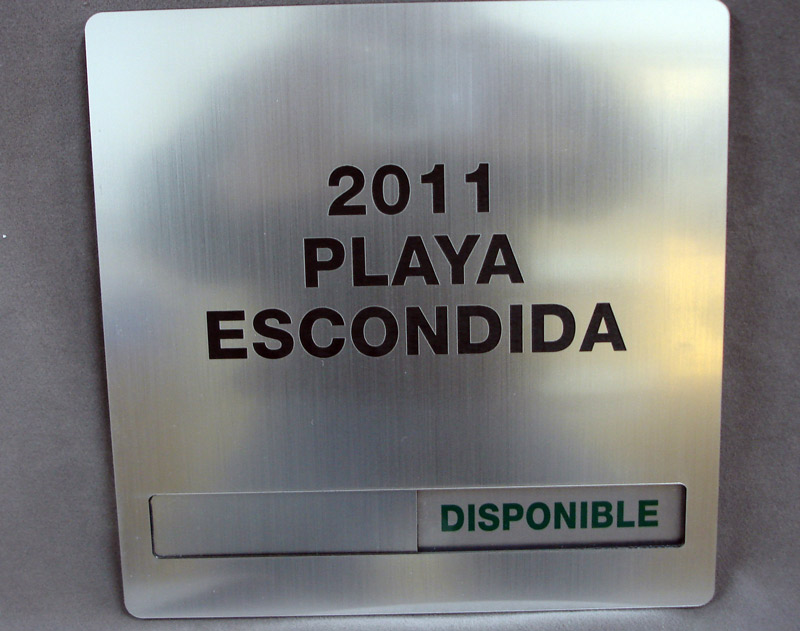 2011
PLAYA
ESCONDIDA
DISPONIBLE